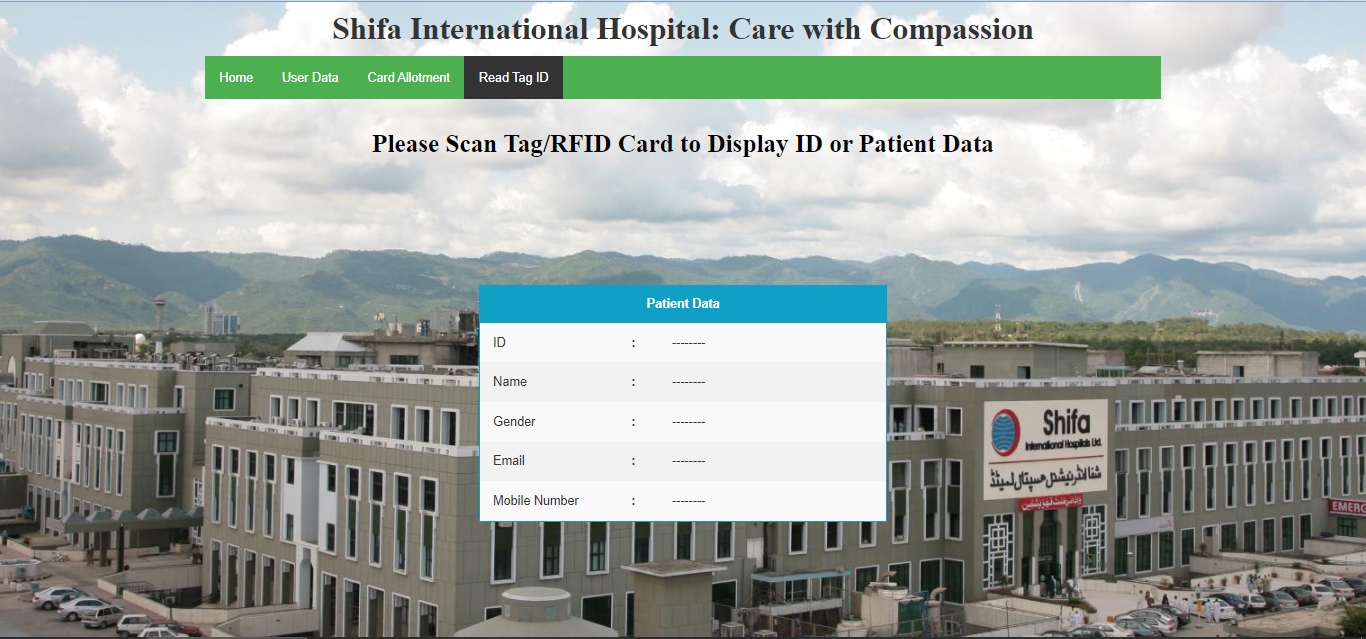 Shifa International Hospital: Care with Compassion
Home User Data Card Allotment Read Tag ID
Please Scan Tag/RFID Card to Display ID or Patient Data
Patient Data
ID : --------
Name : --------
Gender : --------
Email : --------
Mobile Number : --------
Shifa
International Hospitals Ltd.
شفا انٹرنیشنل ہسپتال لمیٹڈ
EMERG